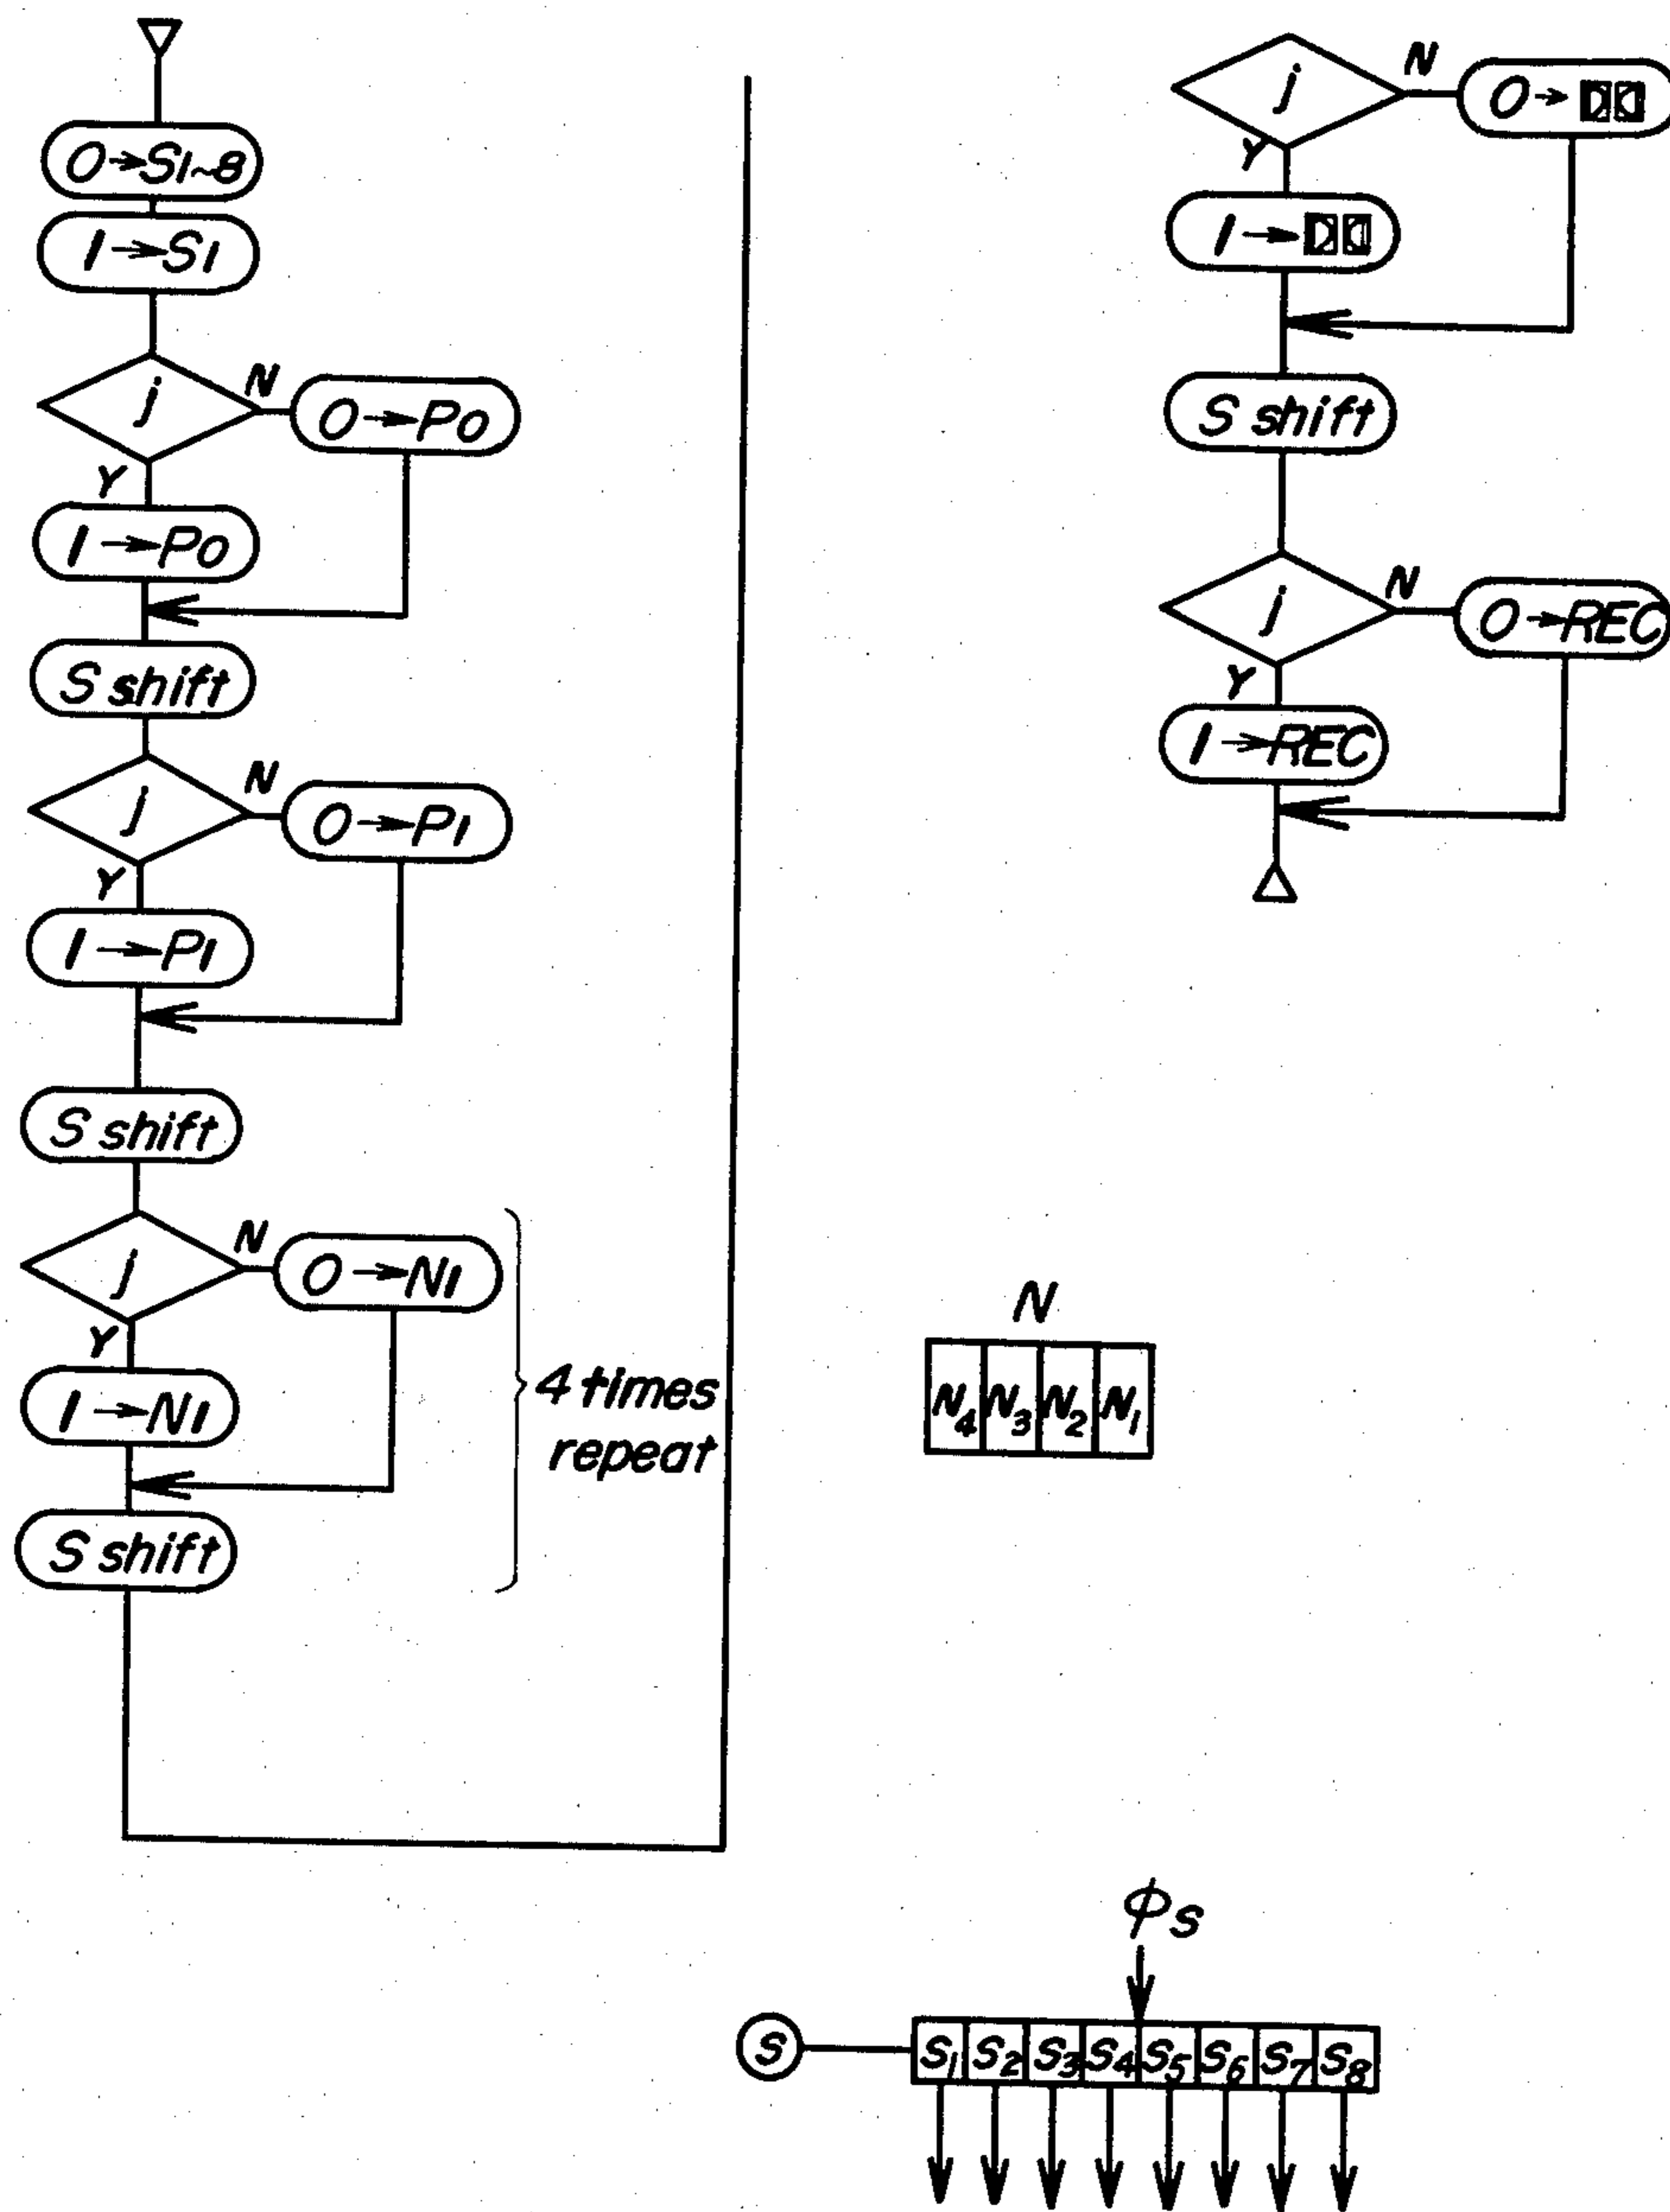 0→S1~8
1→S1
j
N
0→P0
Y
1→P0
S shift
j
N
0→P1
Y
1→P1
S shift
j
N
0→N1
Y
1→N1
4 times
repeat
S shift
j
N
0→
Y
1→
S shift
j
N
0→REC
Y
1→REC
N
N₄ N₃ N₂ N₁
φs
S S₁ S₂ S₃ S₄ S₅ S₆ S₇ S₈